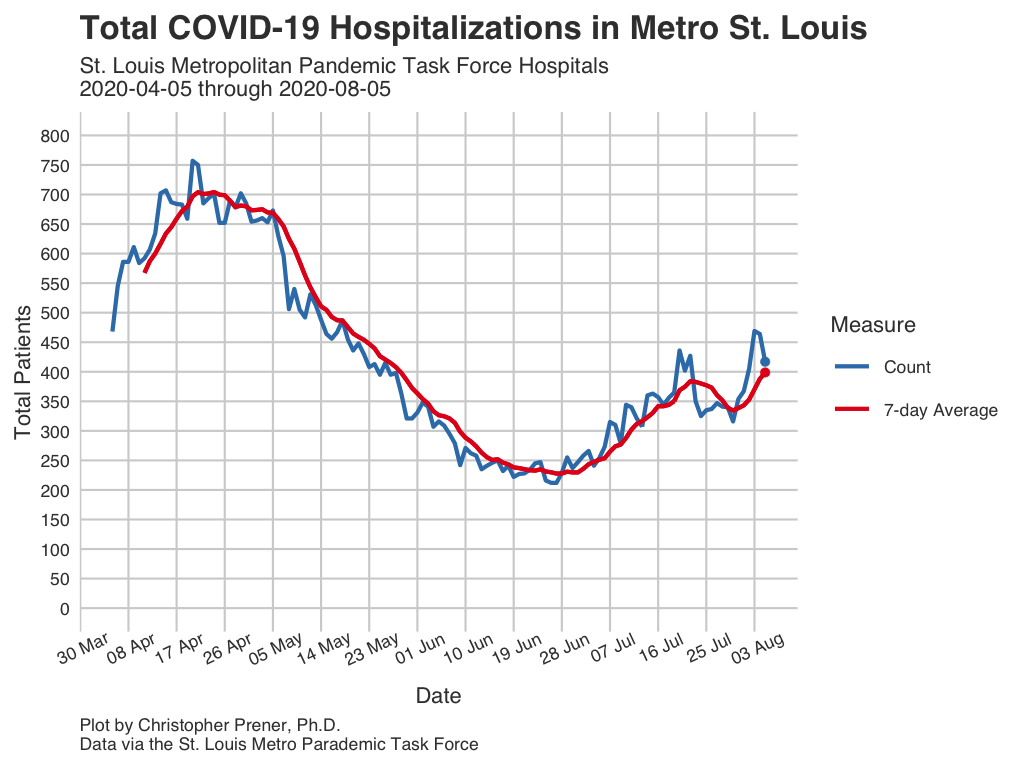 Total COVID-19 Hospitalizations in Metro St. Louis
St. Louis Metropolitan Pandemic Task Force Hospitals
2020-04-05 through 2020-08-05
800
750
700
650
600
550
500
450
400
350
300
250
200
150
100
50
0
Total Patients
30 Mar
08 Apr
17 Apr
26 Apr
05 May
14 May
23 May
01 Jun
10 Jun
19 Jun
28 Jun
07 Jul
16 Jul
25 Jul
03 Aug
Date
Measure
Count
7-day Average
Plot by Christopher Prener, Ph.D.
Data via the St. Louis Metro Parademic Task Force